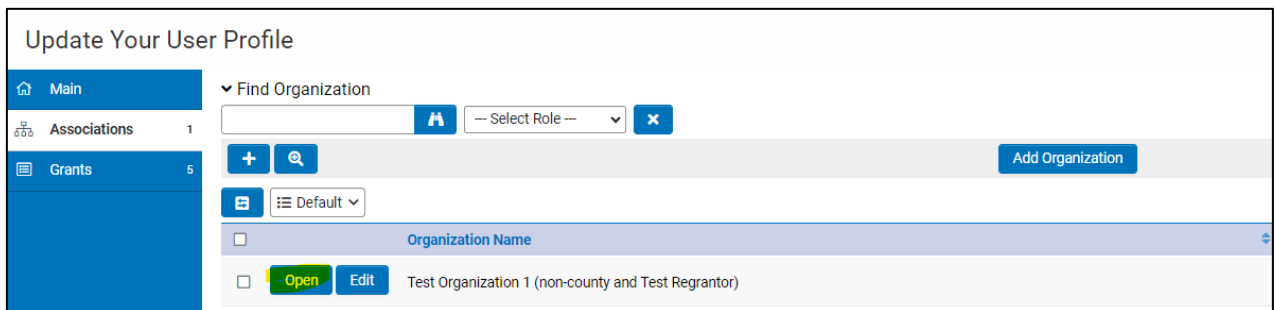 Update Your User Profile
Main
Find Organization
Associations 1
--- Select Role ---
Grants 5
Add Organization
Default
Organization Name
Open Edit Test Organization 1 (non-county and Test Regrantor)